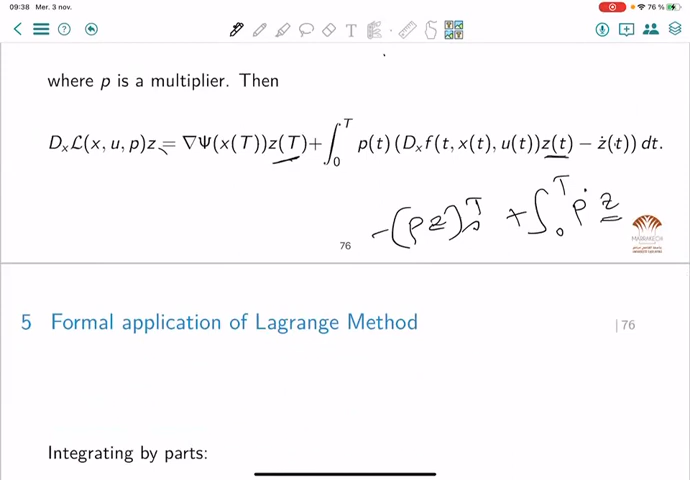 09:38 Mer. 3 nov.
76 %
where p is a multiplier. Then
DₓL(x, u, p)z = ∇Ψ(x(T))z(T)+∫₀ᵀ p(t) (Dₓf(t, x(t), u(t))z(t) − ż(t)) dt.
-(pz)₀ᵀ + ∫₀ᵀ ṗ z
76
5 Formal application of Lagrange Method
| 76
Integrating by parts: